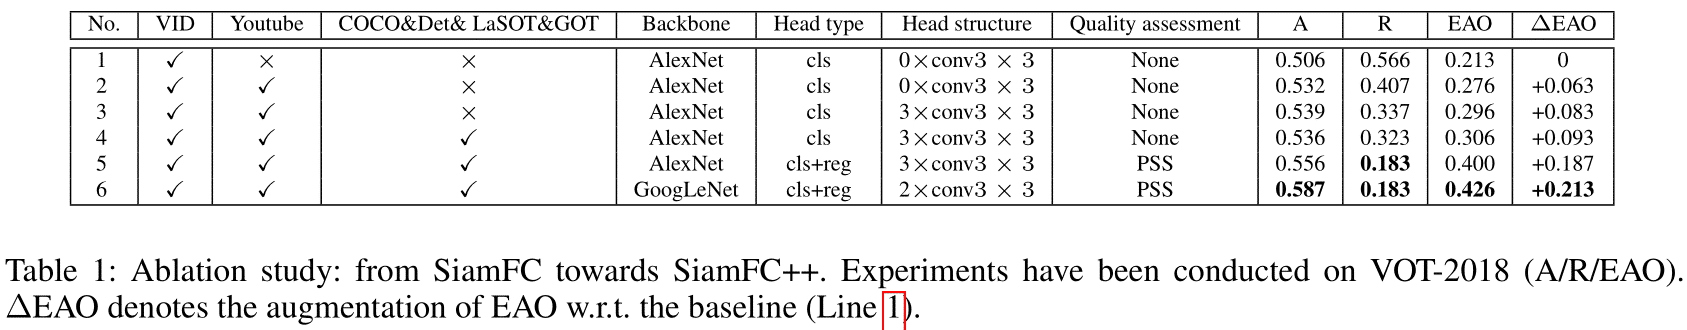 No. VID Youtube COCO&Det& LaSOT&GOT Backbone Head type Head structure Quality assessment A R EAO ΔEAO
1 ✓ × × AlexNet cls 0×conv3 × 3 None 0.506 0.566 0.213 0
2 ✓ ✓ × AlexNet cls 0×conv3 × 3 None 0.532 0.407 0.276 +0.063
3 ✓ ✓ × AlexNet cls 3×conv3 × 3 None 0.539 0.337 0.296 +0.083
4 ✓ ✓ ✓ AlexNet cls 3×conv3 × 3 None 0.536 0.323 0.306 +0.093
5 ✓ ✓ ✓ AlexNet cls+reg 3×conv3 × 3 PSS 0.556 0.183 0.400 +0.187
6 ✓ ✓ ✓ GoogLeNet cls+reg 2×conv3 × 3 PSS 0.587 0.183 0.426 +0.213
Table 1: Ablation study: from SiamFC towards SiamFC++. Experiments have been conducted on VOT-2018 (A/R/EAO).
ΔEAO denotes the augmentation of EAO w.r.t. the baseline (Line 1).